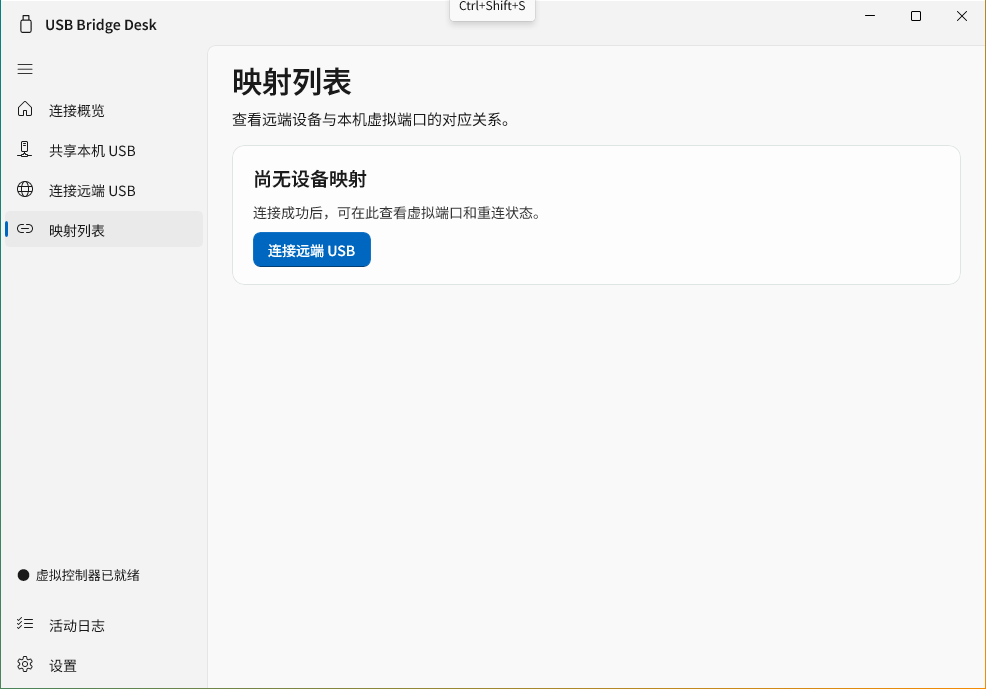 Ctrl+Shift+S
USB Bridge Desk
连接概览
共享本机 USB
连接远端 USB
映射列表
虚拟控制器已就绪
活动日志
设置
映射列表
查看远端设备与本机虚拟端口的对应关系。
尚无设备映射
连接成功后，可在此查看虚拟端口和重连状态。
连接远端 USB